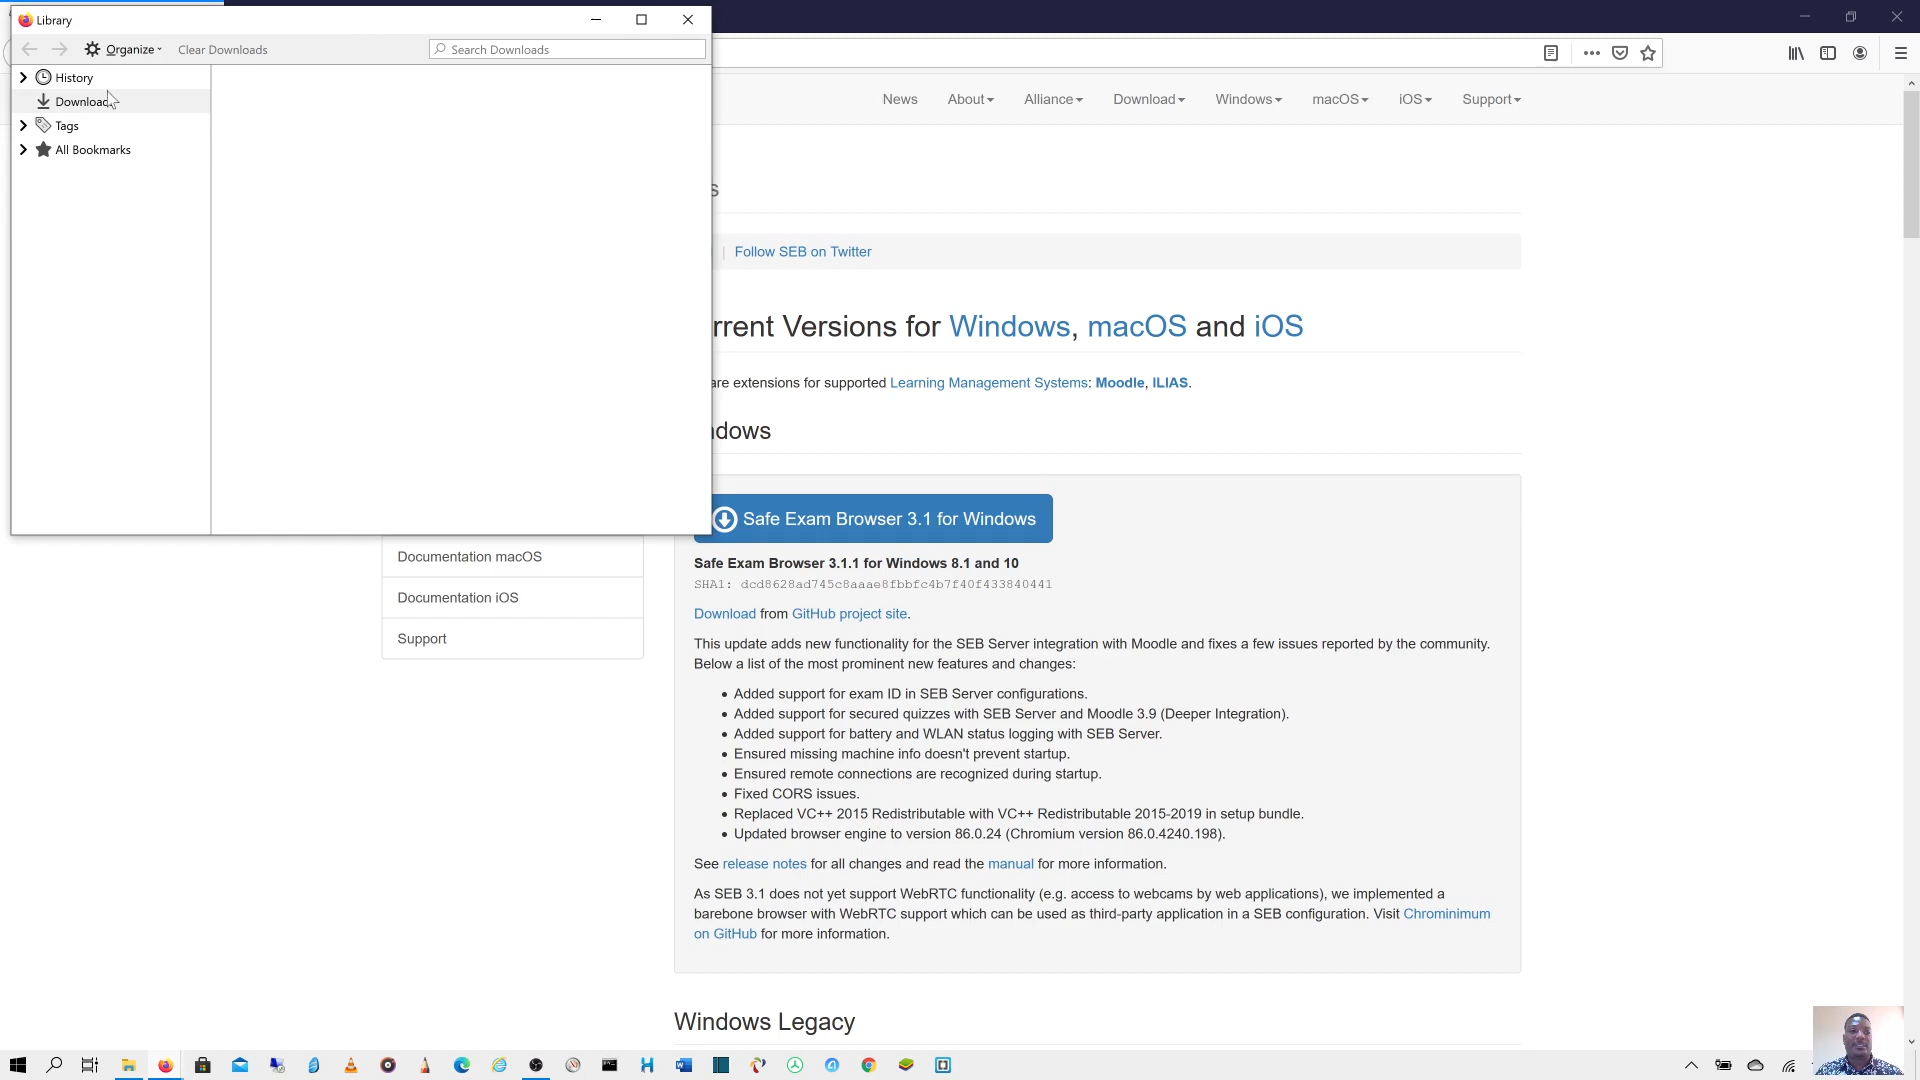 Library
Organize
Clear Downloads
Search Downloads
History
Download
Tags
All Bookmarks
News
About
Alliance
Download
Windows
macOS
iOS
Support
s
| Follow SEB on Twitter
rrent Versions for Windows, macOS and iOS
are extensions for supported Learning Management Systems: Moodle, ILIAS.
ndows
Safe Exam Browser 3.1 for Windows
Documentation macOS
Documentation iOS
Support
Safe Exam Browser 3.1.1 for Windows 8.1 and 10
SHA1: dcd8628ad745c8aaae8fbbfc4b7f40f433840441
Download from GitHub project site.
This update adds new functionality for the SEB Server integration with Moodle and fixes a few issues reported by the community.
Below a list of the most prominent new features and changes:
• Added support for exam ID in SEB Server configurations.
• Added support for secured quizzes with SEB Server and Moodle 3.9 (Deeper Integration).
• Added support for battery and WLAN status logging with SEB Server.
• Ensured missing machine info doesn't prevent startup.
• Ensured remote connections are recognized during startup.
• Fixed CORS issues.
• Replaced VC++ 2015 Redistributable with VC++ Redistributable 2015-2019 in setup bundle.
• Updated browser engine to version 86.0.24 (Chromium version 86.0.4240.198).
See release notes for all changes and read the manual for more information.
As SEB 3.1 does not yet support WebRTC functionality (e.g. access to webcams by web applications), we implemented a
barebone browser with WebRTC support which can be used as third-party application in a SEB configuration. Visit Chrominimum
on GitHub for more information.
Windows Legacy